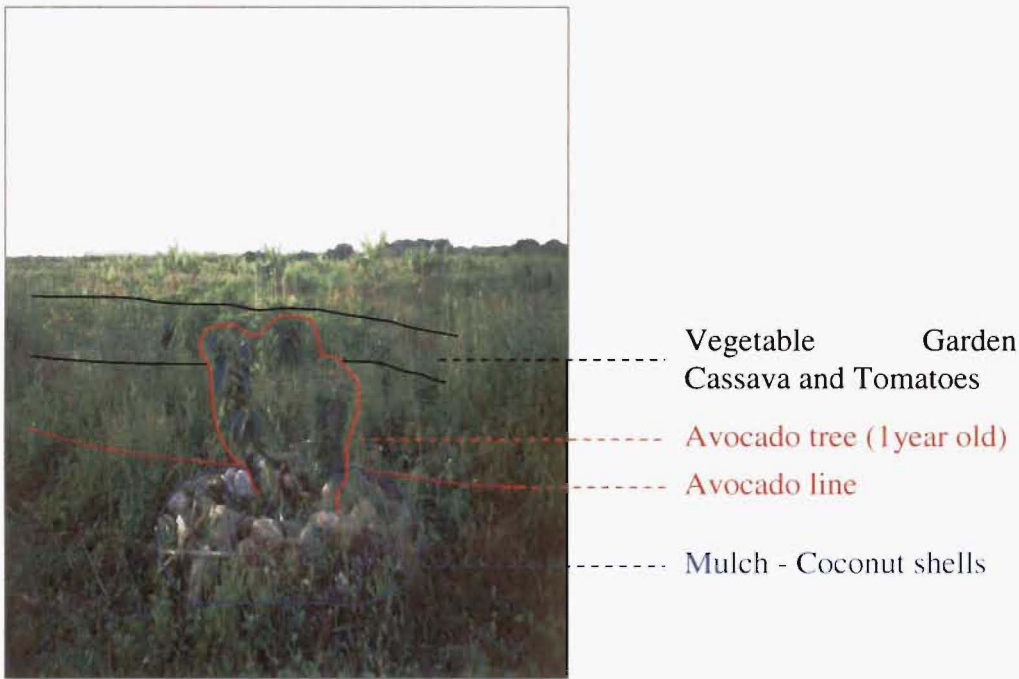 Vegetable Garden
Cassava and Tomatoes
Avocado tree (1year old)
Avocado line
Mulch - Coconut shells